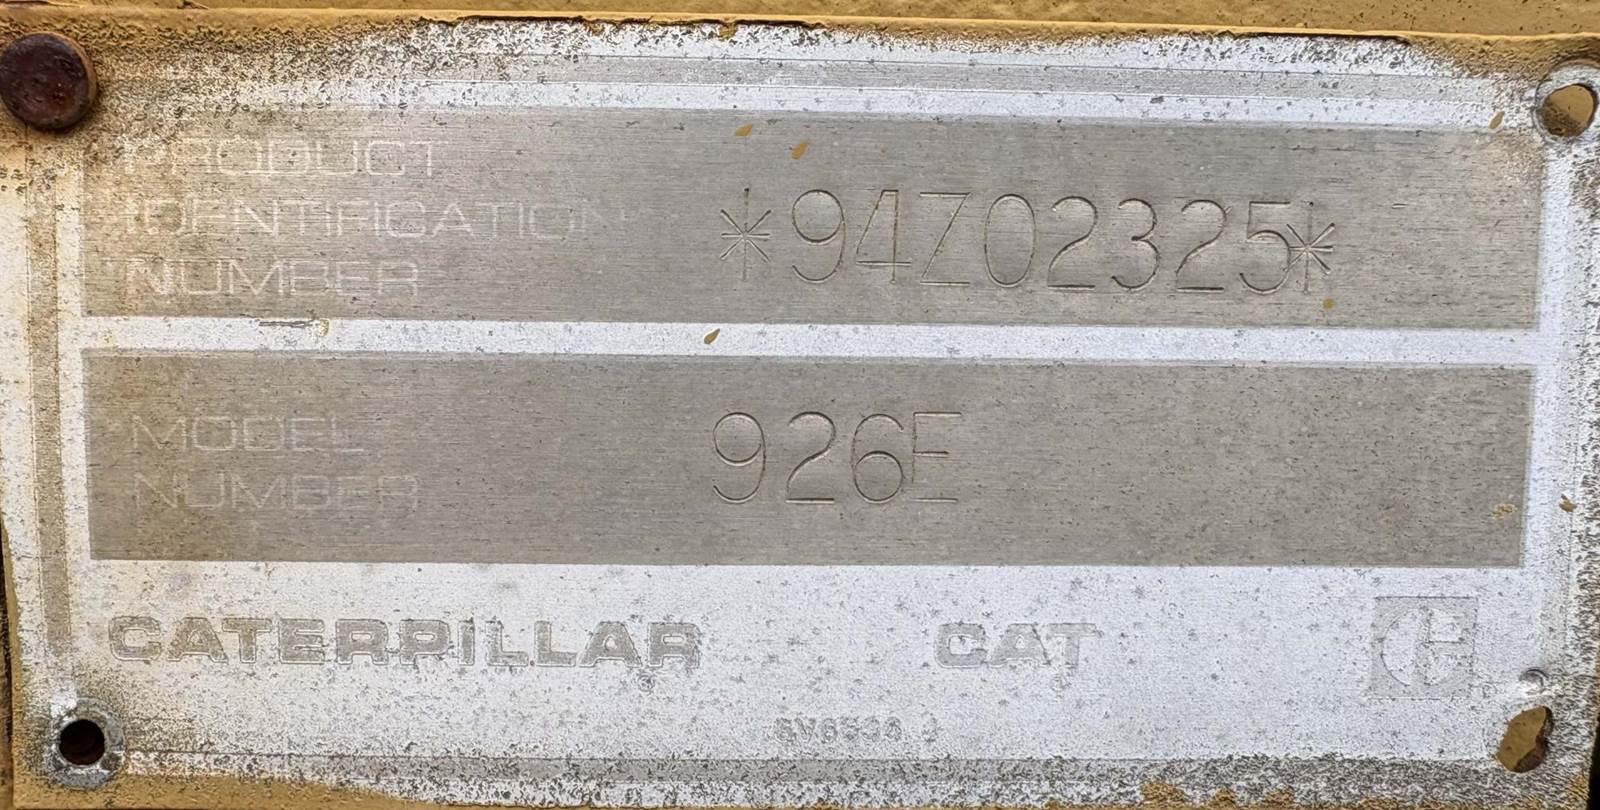 PRODUCT
IDENTIFICATION *94Z02325*
NUMBER
MODEL 926E
NUMBER
CATERPILLAR CAT